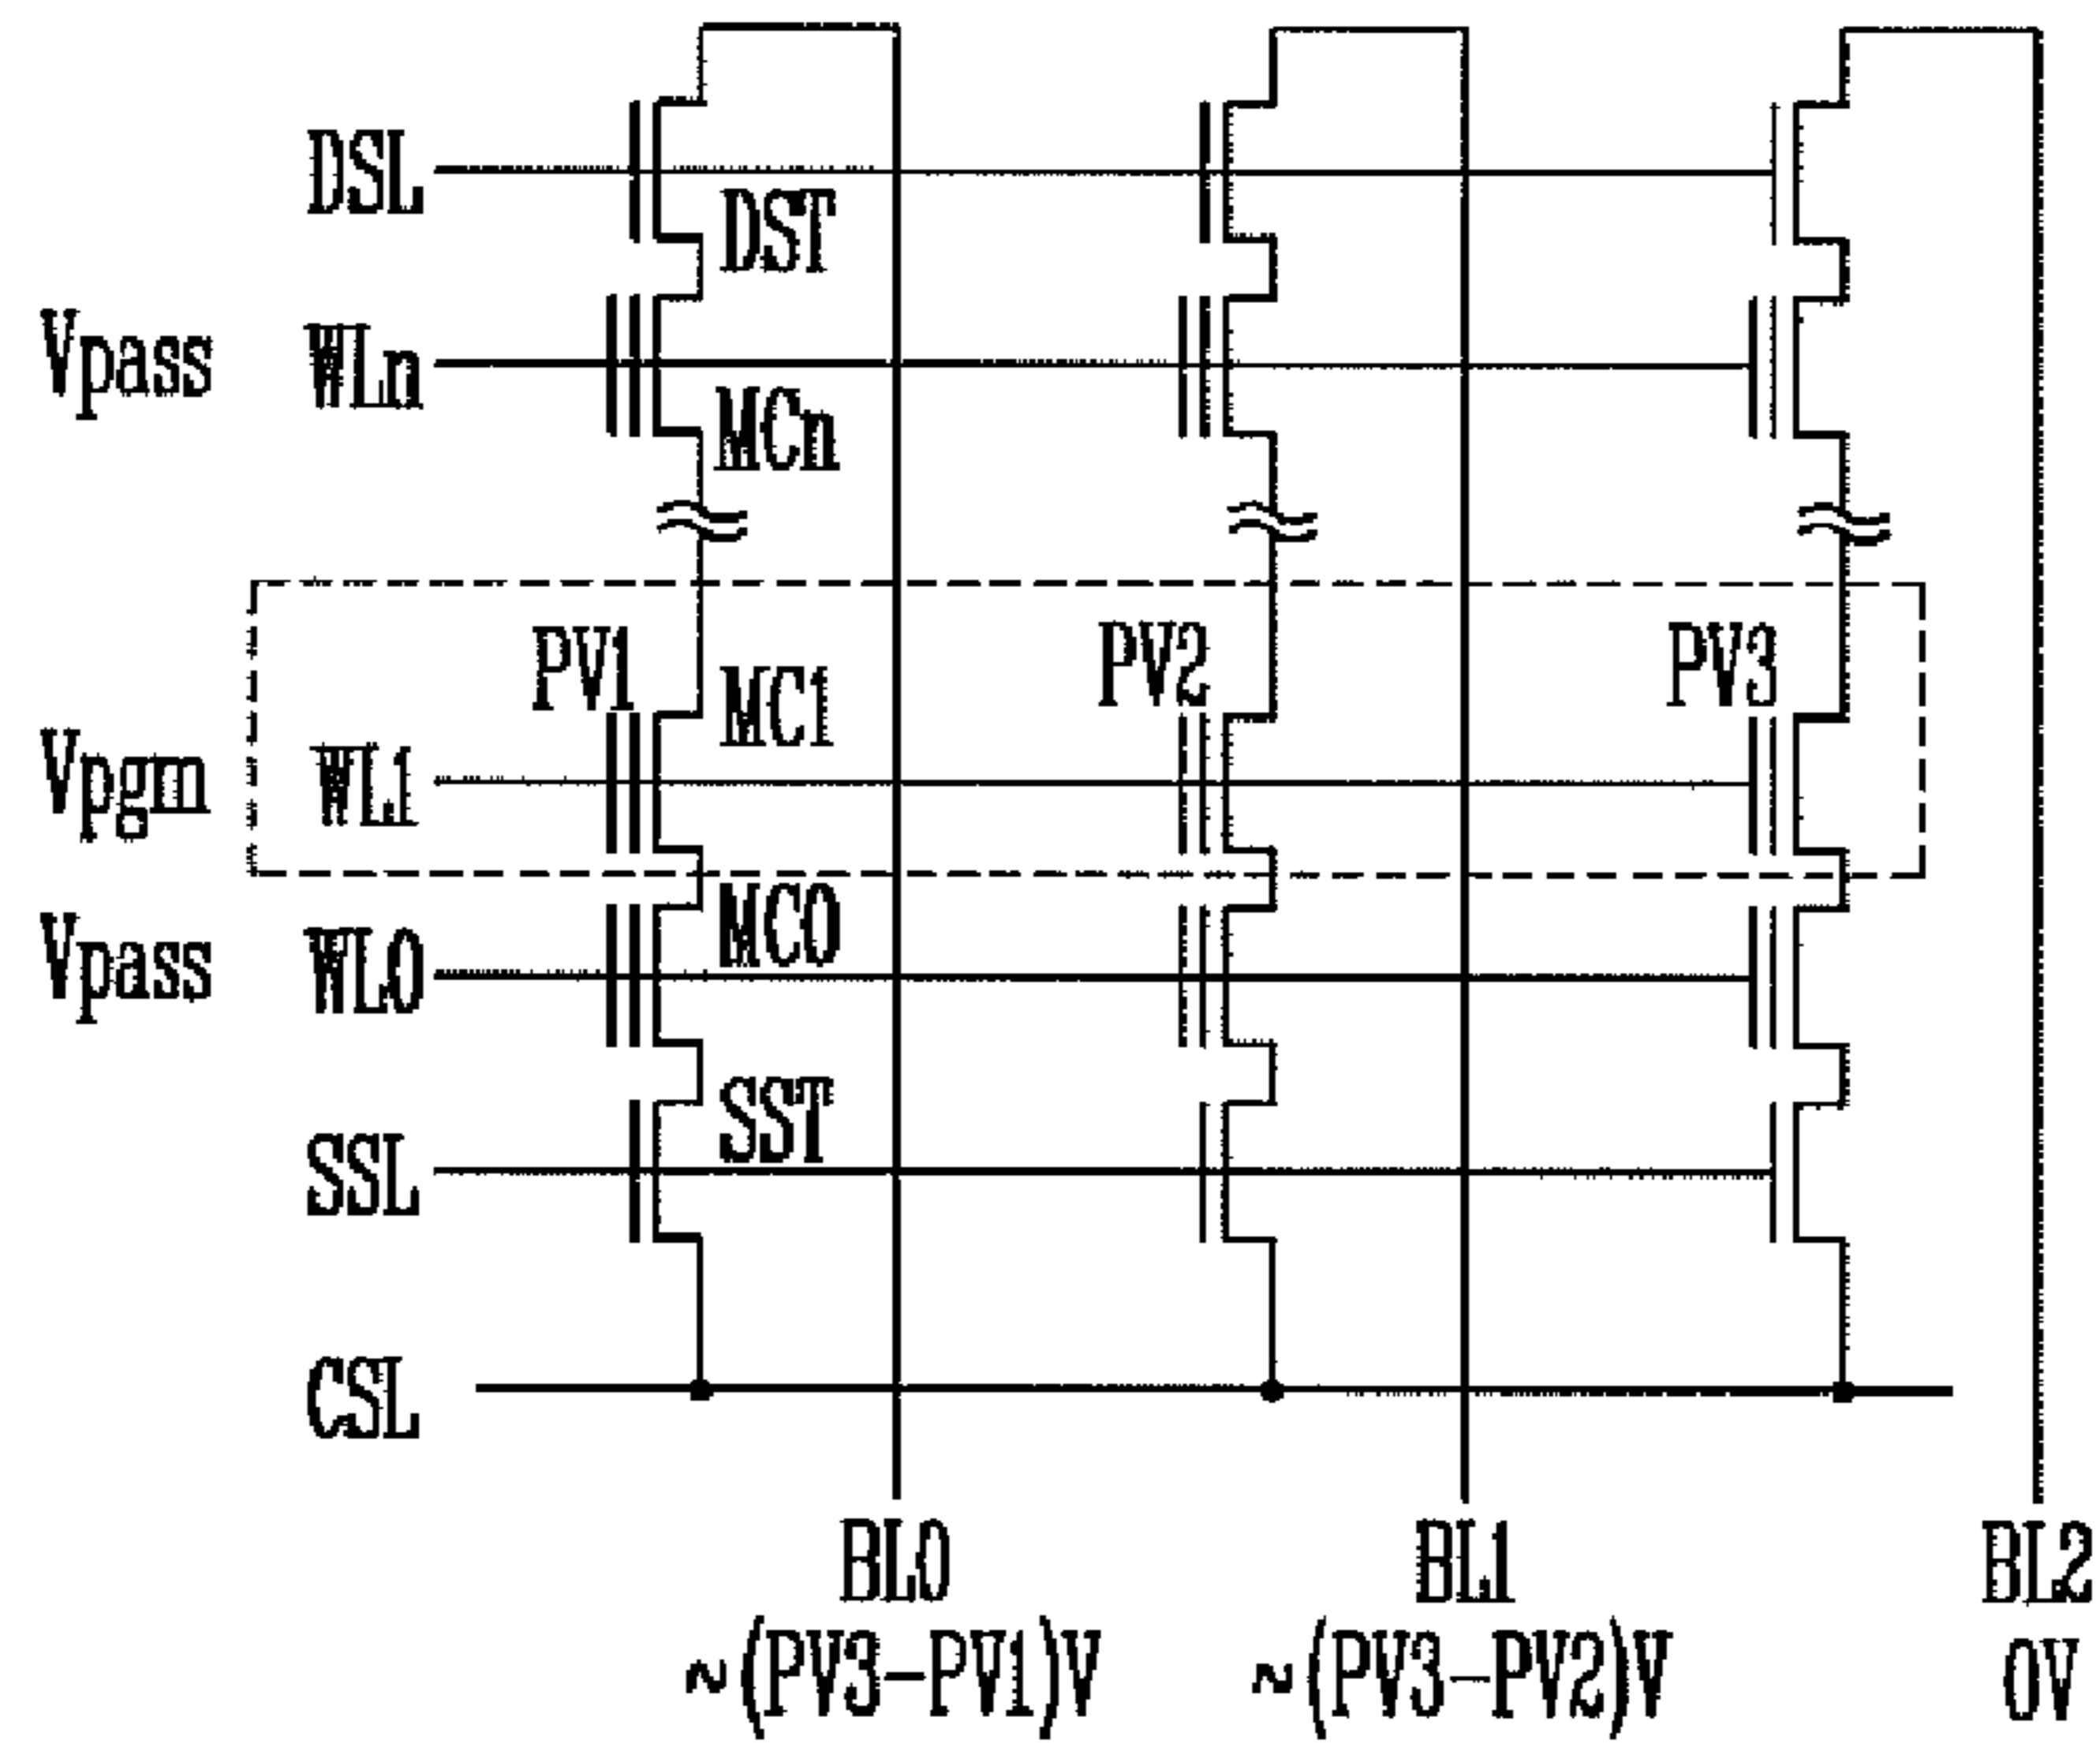 DSL
DST
Vpass WLn
MCn
PV1 MC1 PV2 PV3
Vpgm WL1
MC0
Vpass WL0
SST
SSL
CSL
BL0 BL1 BL2
~(PV3-PV1)V ~(PV3-PV2)V 0V